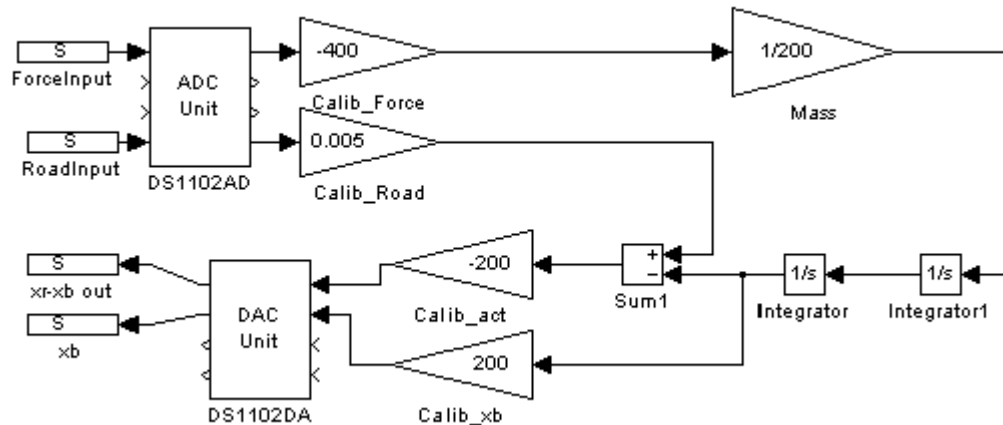 S
ForceInput
ADC
Unit
S
RoadInput
DS1102AD
-400
Calib_Force
0.005
Calib_Road
1/200
Mass
S
xr-xb out
S
xb
DAC
Unit
DS1102DA
-200
Calib_act
200
Calib_xb
+
−
Sum1
1/s
Integrator
1/s
Integrator1